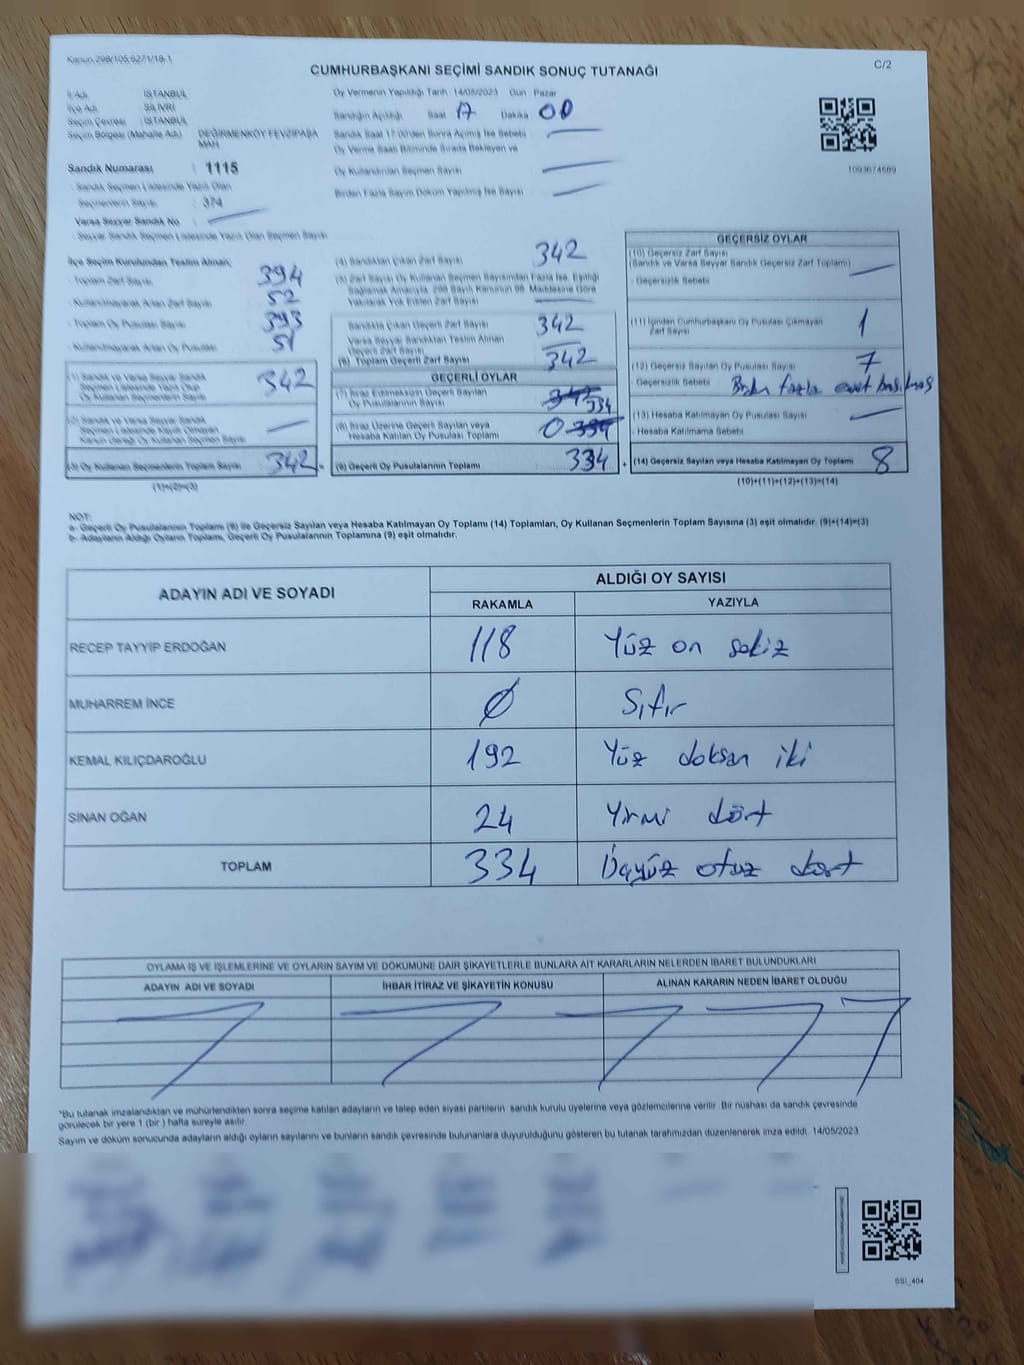 Kanun:298/105;6271/18-1
C/2
CUMHURBAŞKANI SEÇİMİ SANDIK SONUÇ TUTANAĞI
İl Adı : İSTANBUL
İlçe Adı : SİLİVRİ
Seçim Çevresi : İSTANBUL
Seçim Bölgesi (Mahalle Adı) : DEĞİRMENKÖY FEVZİPAŞA MAH.
Sandık Numarası : 1115
- Sandık Seçmen Listesinde Yazılı Olan
Seçmenlerin Sayısı : 374
Varsa Seyyar Sandık No :
- Seyyar Sandık Seçmen Listesinde Yazılı Olan Seçmen Sayısı
Oy Vermenin Yapıldığı Tarih 14/05/2023 Gün Pazar
Sandığın Açıldığı Saat 17 Dakika 00
Sandık Saat 17:00'den Sonra Açılmış İse Sebebi
Oy Verme Saati Bitiminde Sırada Bekleyen ve
Oy Kullandırılan Seçmen Sayısı
Birden Fazla Sayım Döküm Yapılmış İse Sayısı
1093674589
İlçe Seçim Kurulundan Teslim Alınan;
- Toplam Zarf Sayısı 394
- Kullanılmayarak Artan Zarf Sayısı 52
- Toplam Oy Pusulası Sayısı 393
- Kullanılmayarak Artan Oy Pusulası 51
(1) Sandık ve Varsa Seyyar Sandık
Seçmen Listesinde Yazılı Olup
Oy Kullanan Seçmenlerin Sayısı 342
(2) Sandık ve Varsa Seyyar Sandık
Seçmen Listesinde Kayıtlı Olmayan
Kanun Gereği Oy Kullanan Seçmen Sayısı
(3) Oy Kullanan Seçmenlerin Toplam Sayısı 342 =
(1)+(2)=(3)
(4) Sandıktan Çıkan Zarf Sayısı 342
(5) Zarf Sayısı Oy Kullanan Seçmen Sayısından Fazla İse, Eşitliği
Sağlamak Amacıyla, 298 Sayılı Kanunun 98. Maddesine Göre
Yakılarak Yok Edilen Zarf Sayısı
Sandıkta Çıkan Geçerli Zarf Sayısı 342
Varsa Seyyar Sandıktan Teslim Alınan
Geçerli Zarf Sayısı
(6) Toplam Geçerli Zarf Sayısı 342
GEÇERLİ OYLAR
(7) İtiraz Edilmeksizin Geçerli Sayılan
Oy Pusulalarının Sayısı 334
(8) İtiraz Üzerine Geçerli Sayılan veya
Hesaba Katılan Oy Pusulası Toplamı 0
(9) Geçerli Oy Pusulalarının Toplamı 334 +
GEÇERSİZ OYLAR
(10) Geçersiz Zarf Sayısı
(Sandık ve Varsa Seyyar Sandık Geçersiz Zarf Toplamı)
- Geçersizlik Sebebi
(11) İçinden Cumhurbaşkanı Oy Pusulası Çıkmayan
Zarf Sayısı 1
(12) Geçersiz Sayılan Oy Pusulası Sayısı 7
- Geçersizlik Sebebi fazla evet
(13) Hesaba Katılmayan Oy Pusulası Sayısı
- Hesaba Katılmama Sebebi
(14) Geçersiz Sayılan veya Hesaba Katılmayan Oy Toplamı 8
(10)+(11)+(12)+(13)=(14)
NOT:
a- Geçerli Oy Pusulalarının Toplamı (9) ile Geçersiz Sayılan veya Hesaba Katılmayan Oy Toplamı (14) Toplamları, Oy Kullanan Seçmenlerin Toplam Sayısına (3) eşit olmalıdır. (9)+(14)=(3)
b- Adayların Aldığı Oyların Toplamı, Geçerli Oy Pusulalarının Toplamına (9) eşit olmalıdır.
ADAYIN ADI VE SOYADI
ALDIĞI OY SAYISI
RAKAMLA YAZIYLA
RECEP TAYYİP ERDOĞAN 118 Yüz on sekiz
MUHARREM İNCE 0 Sıfır
KEMAL KILIÇDAROĞLU 192 Yüz doksan iki
SİNAN OĞAN 24 Yirmi dört
TOPLAM 334 Üçyüz otuz dört
OYLAMA İŞ VE İŞLEMLERİNE VE OYLARIN SAYIM VE DÖKÜMÜNE DAİR ŞİKAYETLERLE BUNLARA AİT KARARLARIN NELERDEN İBARET BULUNDUKLARI
ADAYIN ADI VE SOYADI İHBAR İTİRAZ VE ŞİKAYETİN KONUSU ALINAN KARARIN NEDEN İBARET OLDUĞU
*Bu tutanak imzalandıktan ve mühürlendikten sonra seçime katılan adayların ve talep eden siyasi partilerin sandık kurulu üyelerine veya gözlemcilerine verilir. Bir nüshası da sandık çevresinde
görülecek bir yere 1 (bir ) hafta süreyle asılır.
Sayım ve döküm sonucunda adayların aldığı oyların sayılarını ve bunların sandık çevresinde bulunanlara duyurulduğunu gösteren bu tutanak tarafımızdan düzenlenerek imza edildi. 14/05/2023
SSI_404